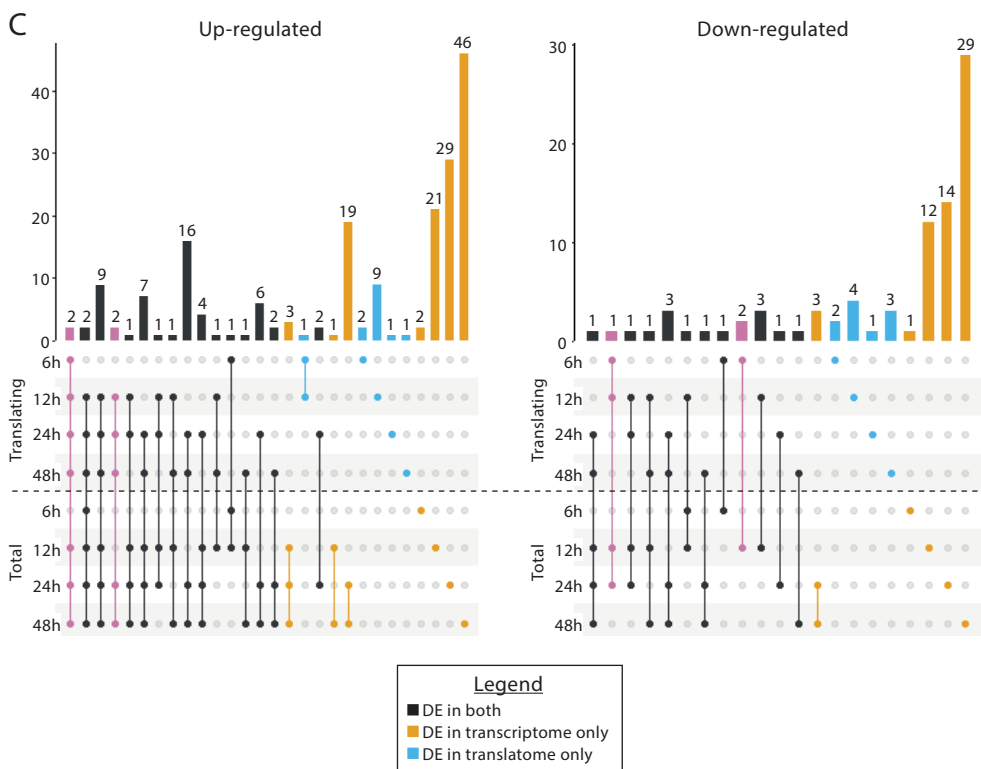 C
Up-regulated
46
40
30
20
10
0
2
2
9
2
1
7
1
1
16
4
1
1
1
6
2
3
1
2
1
19
2
9
1
1
2
21
29
Translating
6h
12h
24h
48h
Total
6h
12h
24h
48h
Down-regulated
30
20
10
0
1
1
1
1
3
1
1
1
2
3
1
1
3
2
4
1
3
1
12
14
29
6h
12h
24h
48h
6h
12h
24h
48h
Legend
DE in both
DE in transcriptome only
DE in translatome only